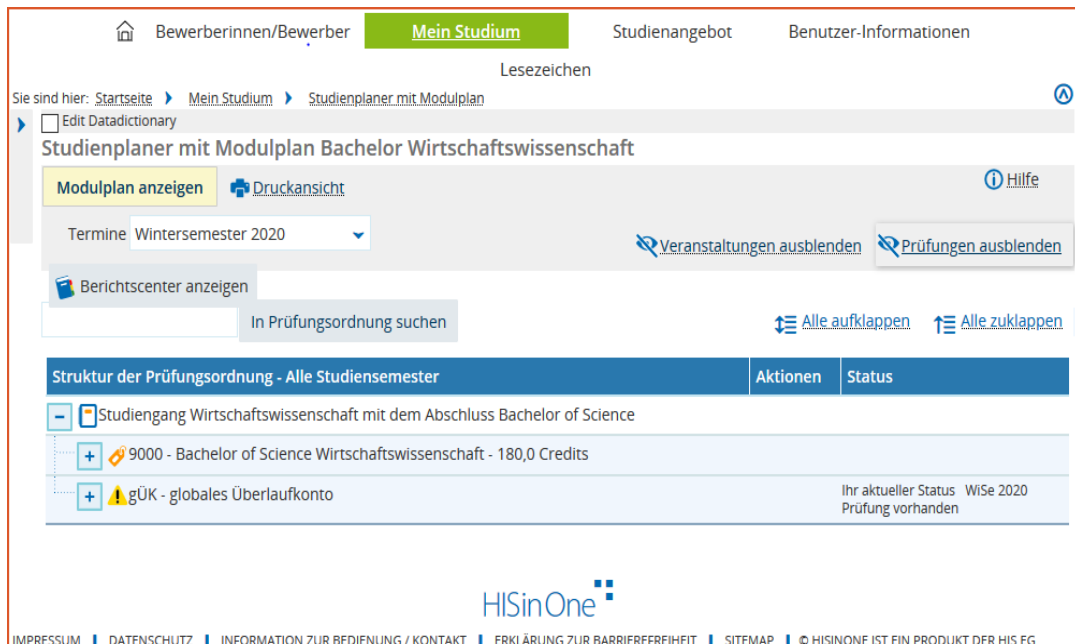 Bewerberinnen/Bewerber Mein Studium Studienangebot Benutzer-Informationen
Lesezeichen
Sie sind hier: Startseite Mein Studium Studienplaner mit Modulplan
Edit Datadictionary
Studienplaner mit Modulplan Bachelor Wirtschaftswissenschaft
Modulplan anzeigen Druckansicht Hilfe
Termine Wintersemester 2020 Veranstaltungen ausblenden Prüfungen ausblenden
Berichtscenter anzeigen
In Prüfungsordnung suchen Alle aufklappen Alle zuklappen
Struktur der Prüfungsordnung - Alle Studiensemester Aktionen Status
Studiengang Wirtschaftswissenschaft mit dem Abschluss Bachelor of Science
9000 - Bachelor of Science Wirtschaftswissenschaft - 180,0 Credits
gÜK - globales Überlaufkonto Ihr aktueller Status WiSe 2020
Prüfung vorhanden
HISinOne
IMPRESSUM | DATENSCHUTZ | INFORMATION ZUR BEDIENUNG / KONTAKT | ERKLÄRUNG ZUR BARRIEREFREIHEIT | SITEMAP | © HISINONE IST EIN PRODUKT DER HIS EG